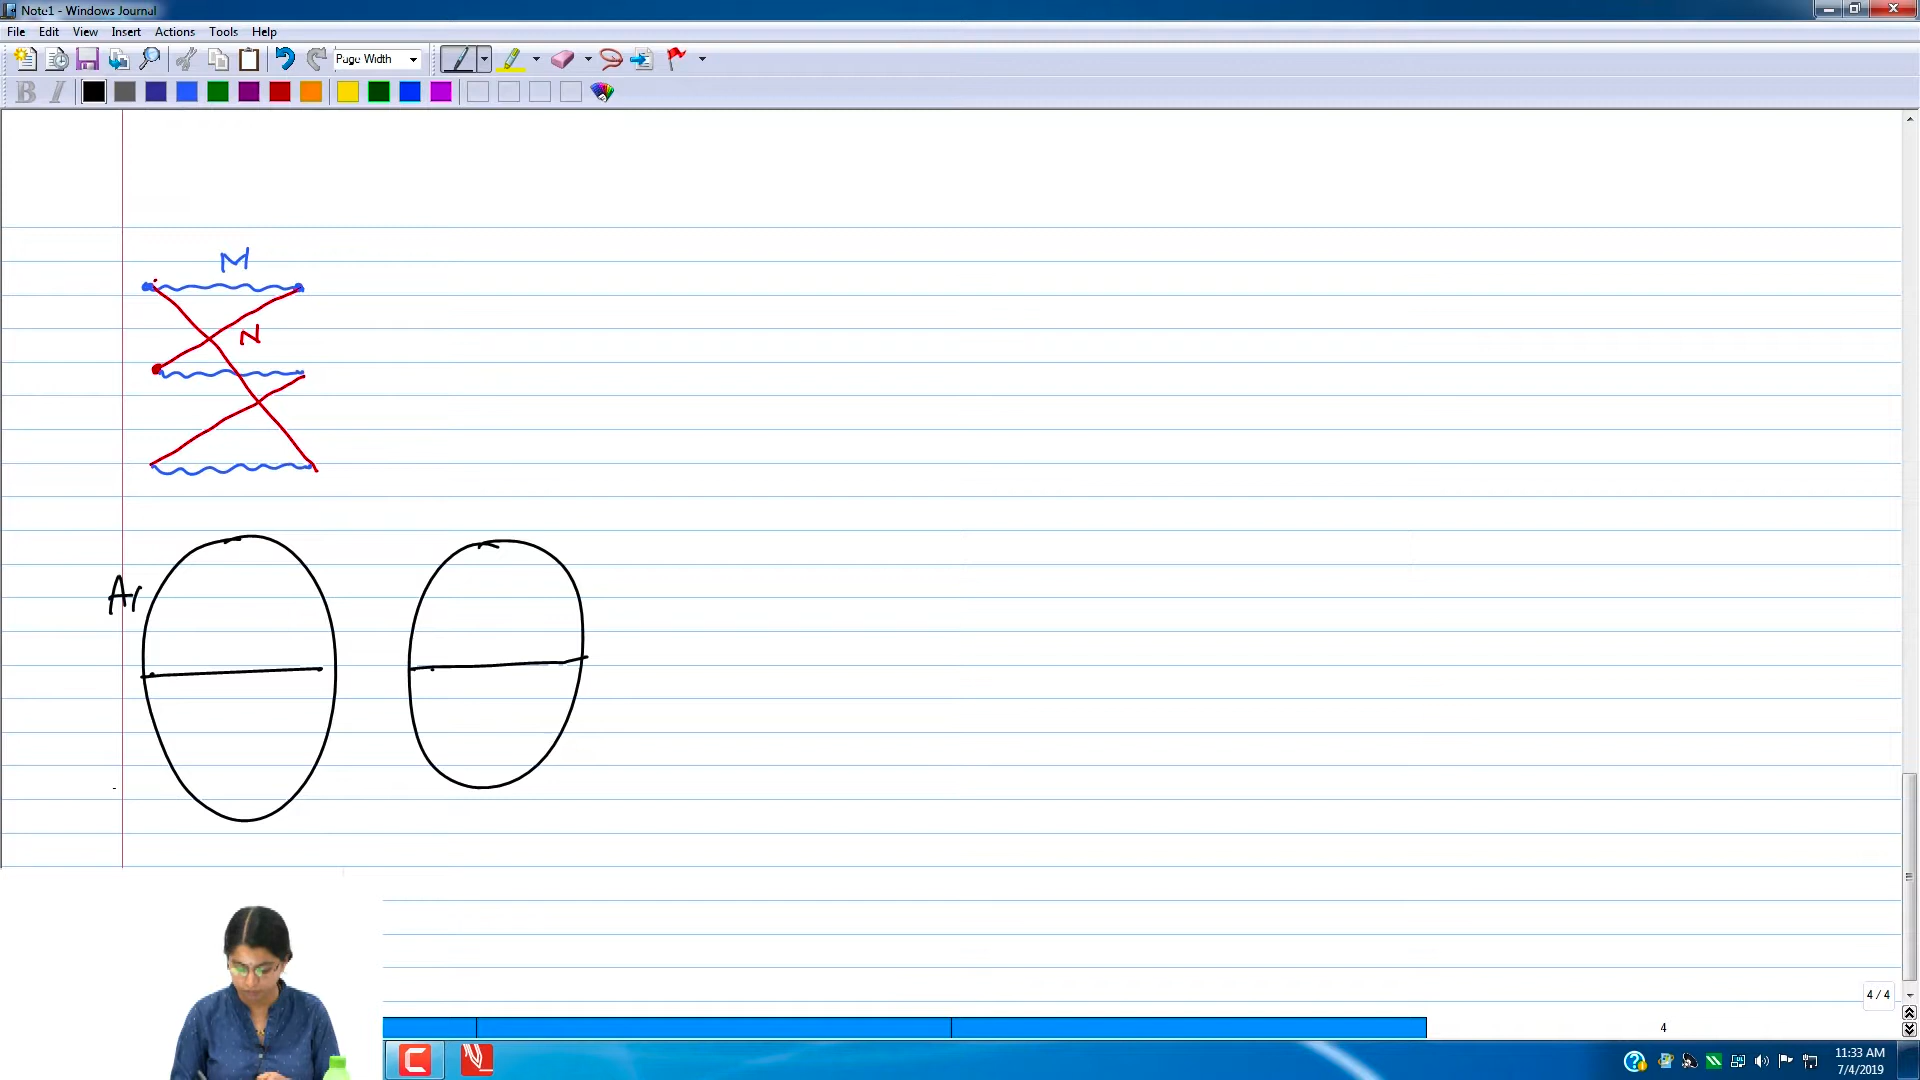 Note1 - Windows Journal
File Edit View Insert Actions Tools Help
Page Width
B I
M
N
Ar
4 / 4
4
11:33 AM
7/4/2019